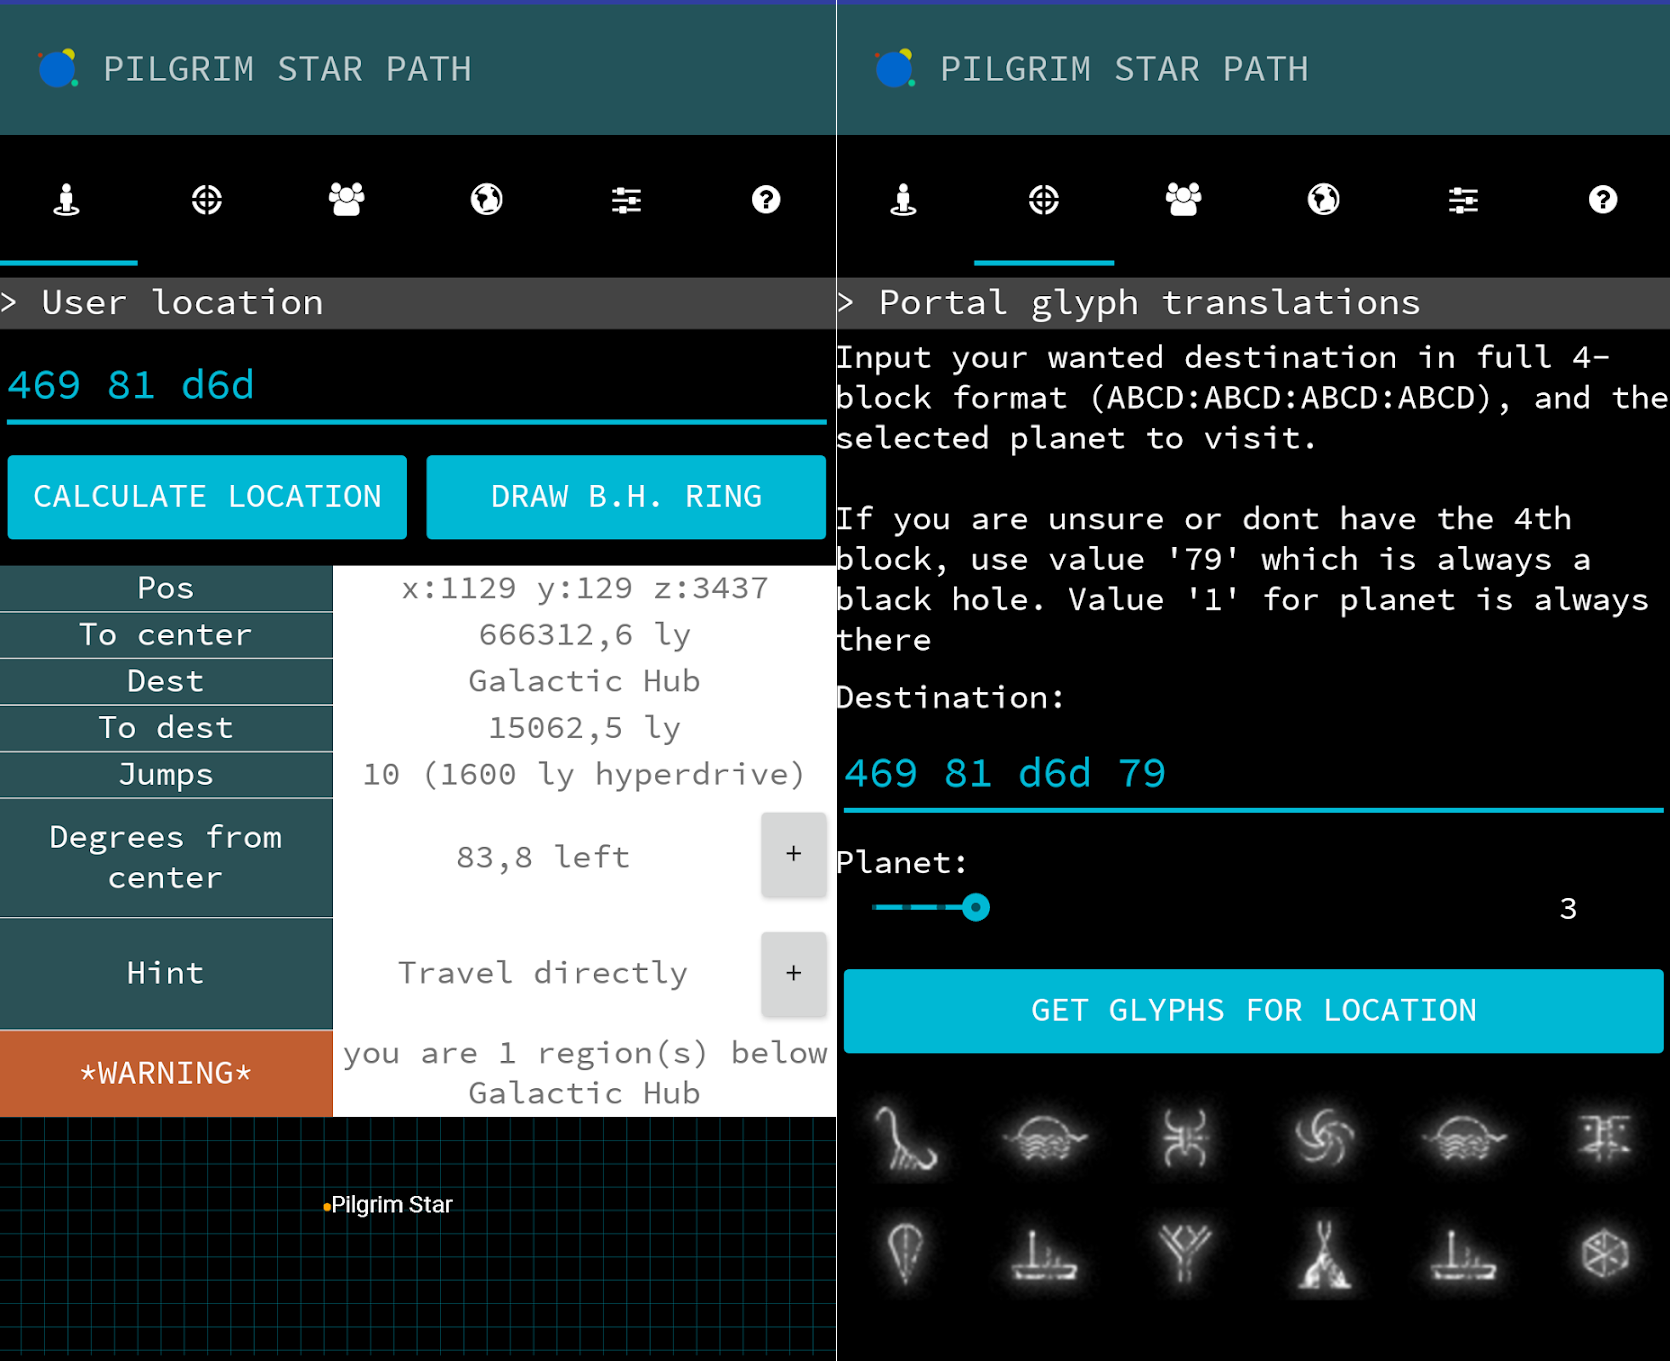 PILGRIM STAR PATH
> User location
469 81 d6d
CALCULATE LOCATION
DRAW B.H. RING
Pos x:1129 y:129 z:3437
To center 666312,6 ly
Dest Galactic Hub
To dest 15062,5 ly
Jumps 10 (1600 ly hyperdrive)
Degrees from
center
83,8 left +
Hint Travel directly +
*WARNING*
you are 1 region(s) below
Galactic Hub
Pilgrim Star
PILGRIM STAR PATH
> Portal glyph translations
Input your wanted destination in full 4-
block format (ABCD:ABCD:ABCD:ABCD), and the
selected planet to visit.
If you are unsure or dont have the 4th
block, use value '79' which is always a
black hole. Value '1' for planet is always
there
Destination:
469 81 d6d 79
Planet:
3
GET GLYPHS FOR LOCATION